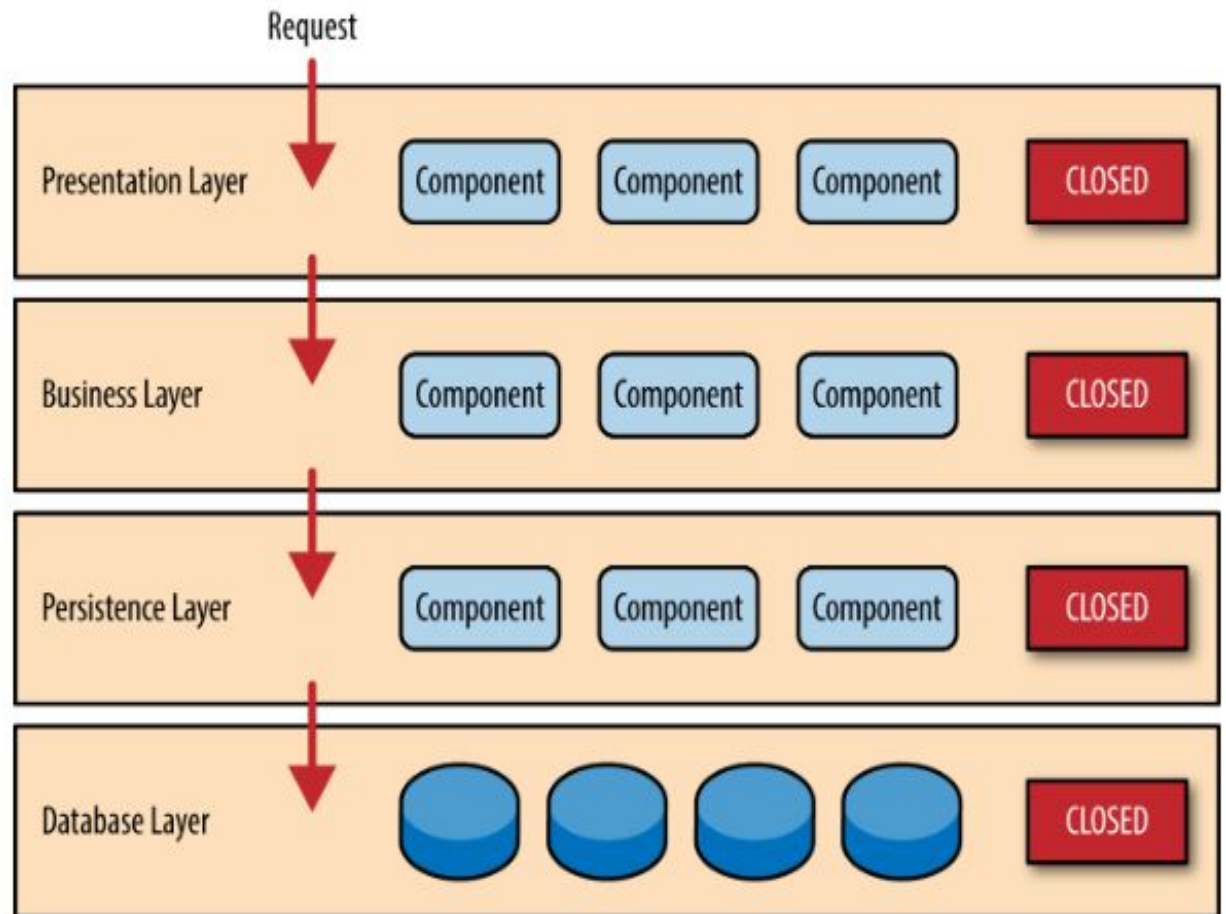 Request
Presentation Layer Component Component Component CLOSED
Business Layer Component Component Component CLOSED
Persistence Layer Component Component Component CLOSED
Database Layer CLOSED